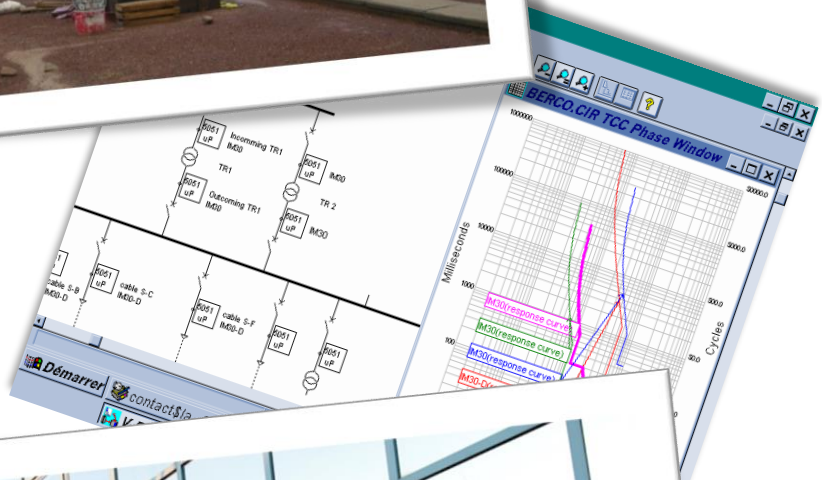 BERCO.CIR TCC Phase Window
5051
uP
Incomming TR1
IM30
TR1
5051
uP
Outcoming TR1
IM30
5051
uP
IM30
TR 2
5051
uP
IM30
cable S-B
IM30-D
5051
uP
cable S-C
IM30-D
5051
uP
cable S-F
IM30-D
5051
uP
5051
uP
1000000
100000
10000
1000
100
Milliseconds
50000.0
5000.0
500.0
50.0
Cycles
IM30(response curve)
IM30(response curve)
IM30(response curve)
Démarrer